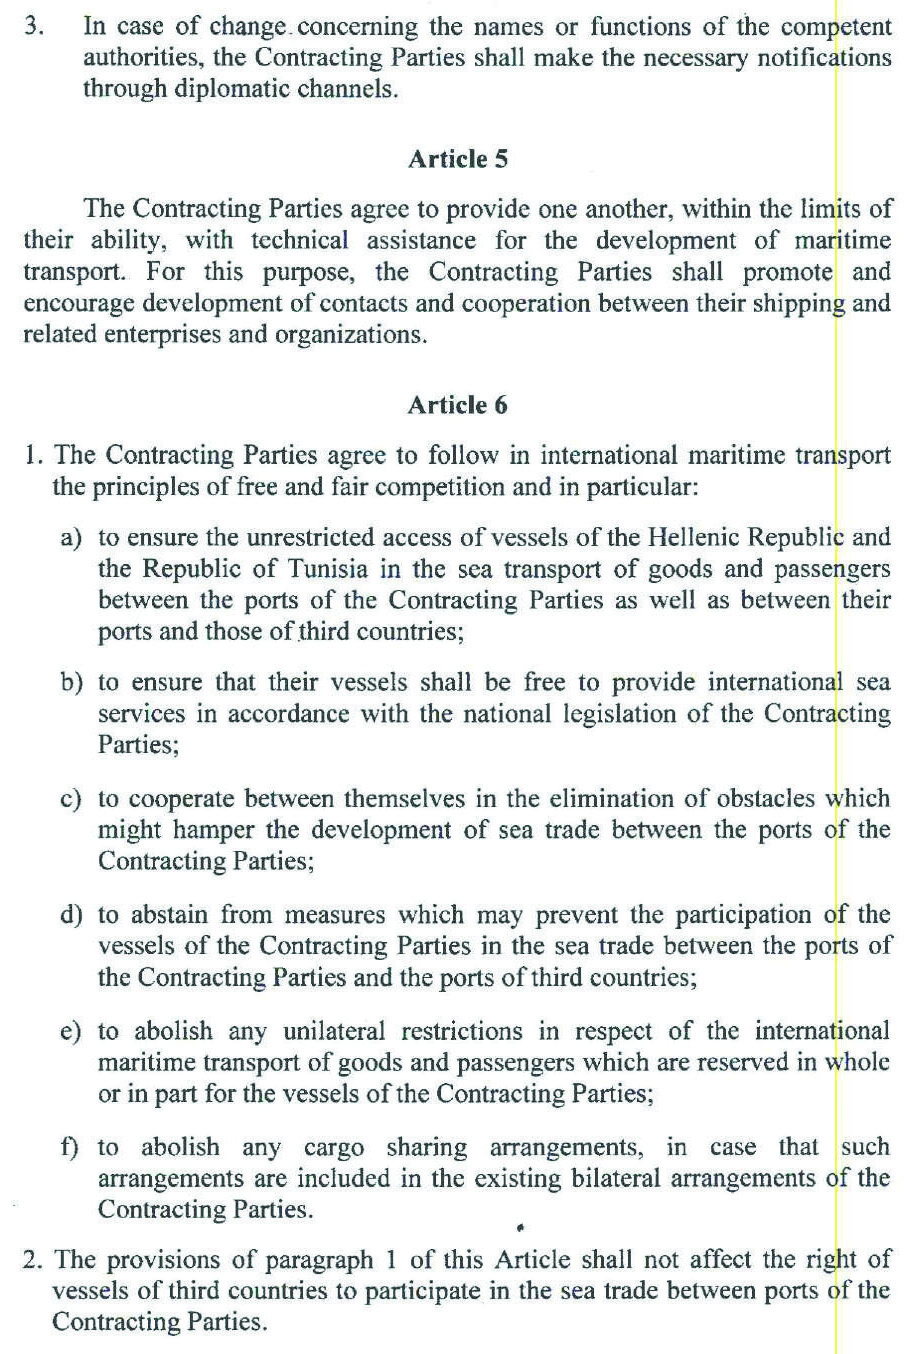 3. In case of change concerning the names or functions of the competent
authorities, the Contracting Parties shall make the necessary notifications
through diplomatic channels.
Article 5
The Contracting Parties agree to provide one another, within the limits of
their ability, with technical assistance for the development of maritime
transport. For this purpose, the Contracting Parties shall promote and
encourage development of contacts and cooperation between their shipping and
related enterprises and organizations.
Article 6
1. The Contracting Parties agree to follow in international maritime transport
the principles of free and fair competition and in particular:
a) to ensure the unrestricted access of vessels of the Hellenic Republic and
the Republic of Tunisia in the sea transport of goods and passengers
between the ports of the Contracting Parties as well as between their
ports and those of third countries;
b) to ensure that their vessels shall be free to provide international sea
services in accordance with the national legislation of the Contracting
Parties;
c) to cooperate between themselves in the elimination of obstacles which
might hamper the development of sea trade between the ports of the
Contracting Parties;
d) to abstain from measures which may prevent the participation of the
vessels of the Contracting Parties in the sea trade between the ports of
the Contracting Parties and the ports of third countries;
e) to abolish any unilateral restrictions in respect of the international
maritime transport of goods and passengers which are reserved in whole
or in part for the vessels of the Contracting Parties;
f) to abolish any cargo sharing arrangements, in case that such
arrangements are included in the existing bilateral arrangements of the
Contracting Parties.
2. The provisions of paragraph 1 of this Article shall not affect the right of
vessels of third countries to participate in the sea trade between ports of the
Contracting Parties.